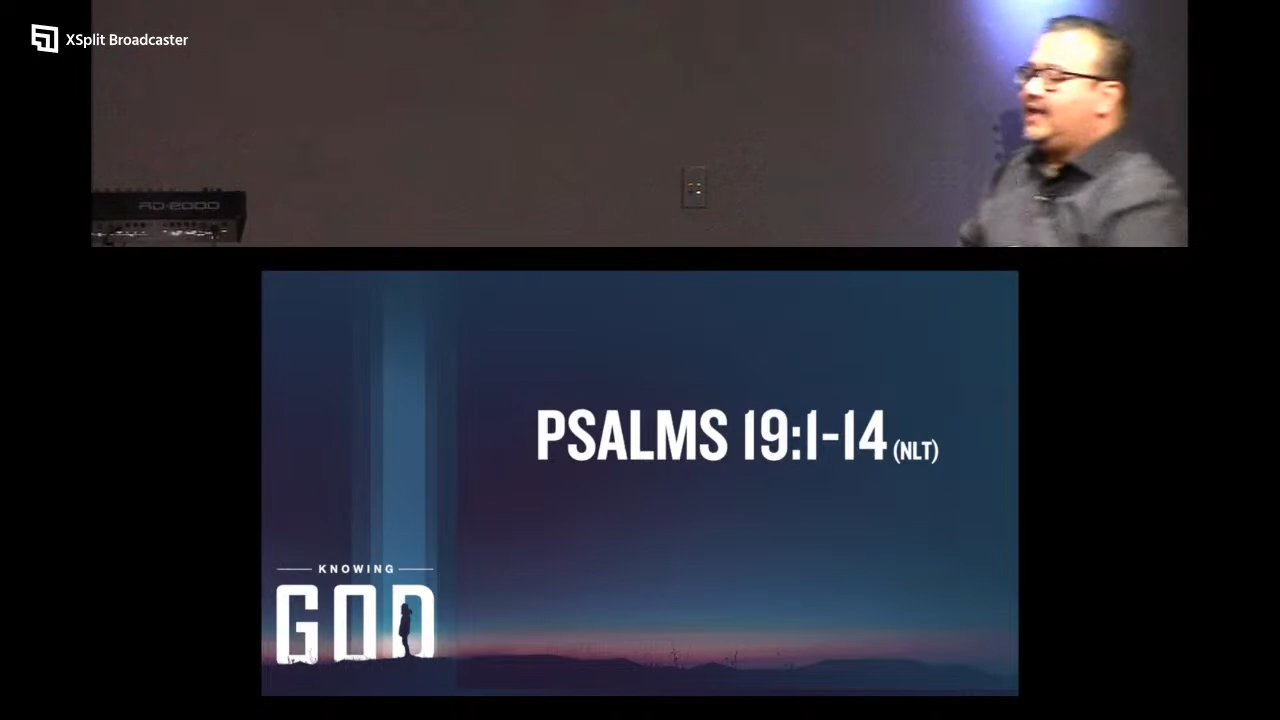 XSplit Broadcaster
RD-2000
PSALMS 19:1-14 (NLT)
KNOWING
GOD